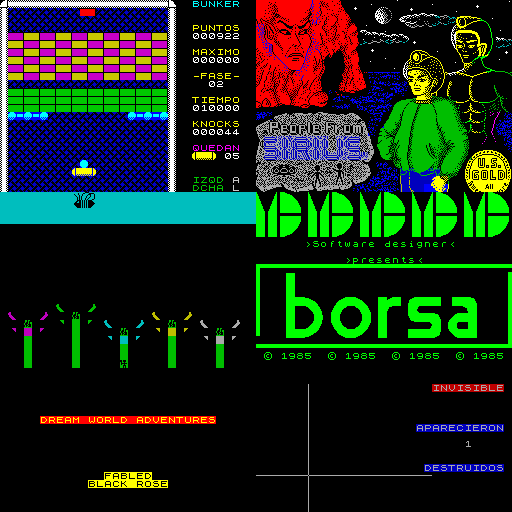 BUNKER
PUNTOS
000922
MAXIMO
000000
-FASE-
02
TIEMPO
010000
KNOCKS
000044
QUEDAN
05
IZQD A
DCHA L
People From
SIRIUS
U.S.
GOLD
All
>Software designer<
>presents<
borsa
© 1985 © 1985 © 1985 © 1985
DREAM WORLD ADVENTURES
FABLED
BLACK ROSE
INVISIBLE
APARECIERON
1
DESTRUIDOS